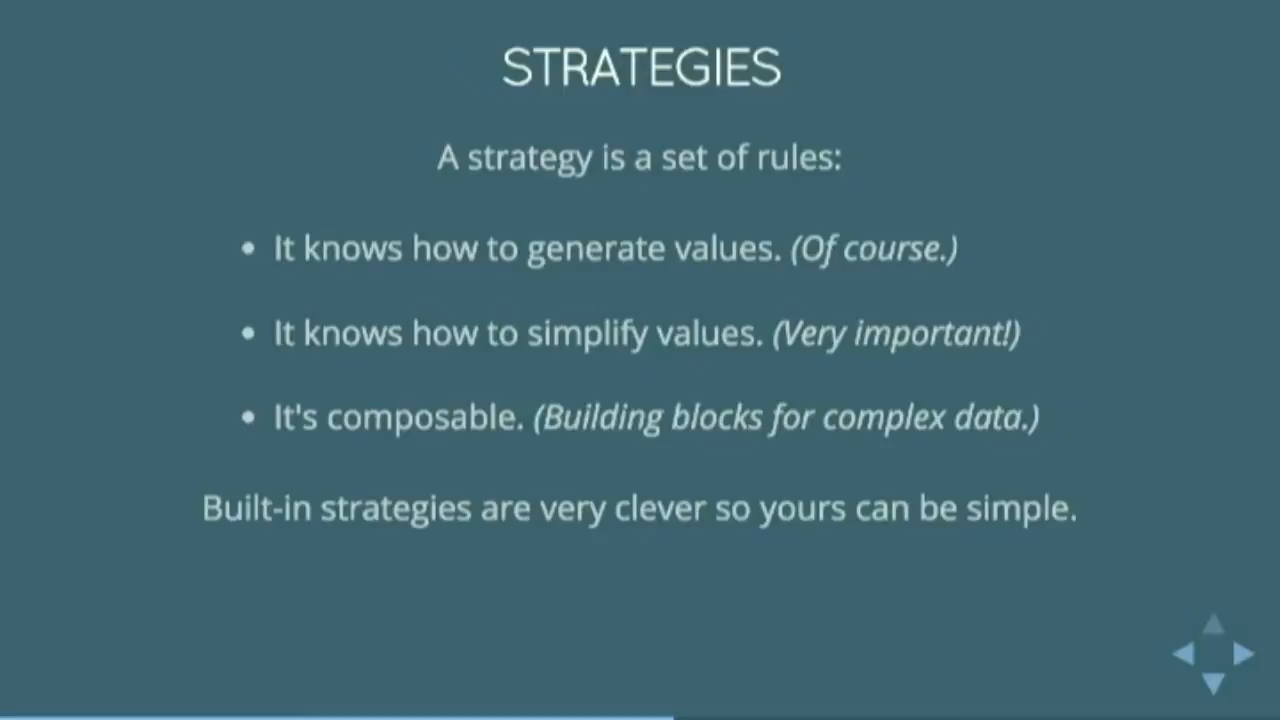 STRATEGIES
A strategy is a set of rules:
• It knows how to generate values. (Of course.)
• It knows how to simplify values. (Very important!)
• It's composable. (Building blocks for complex data.)
Built-in strategies are very clever so yours can be simple.